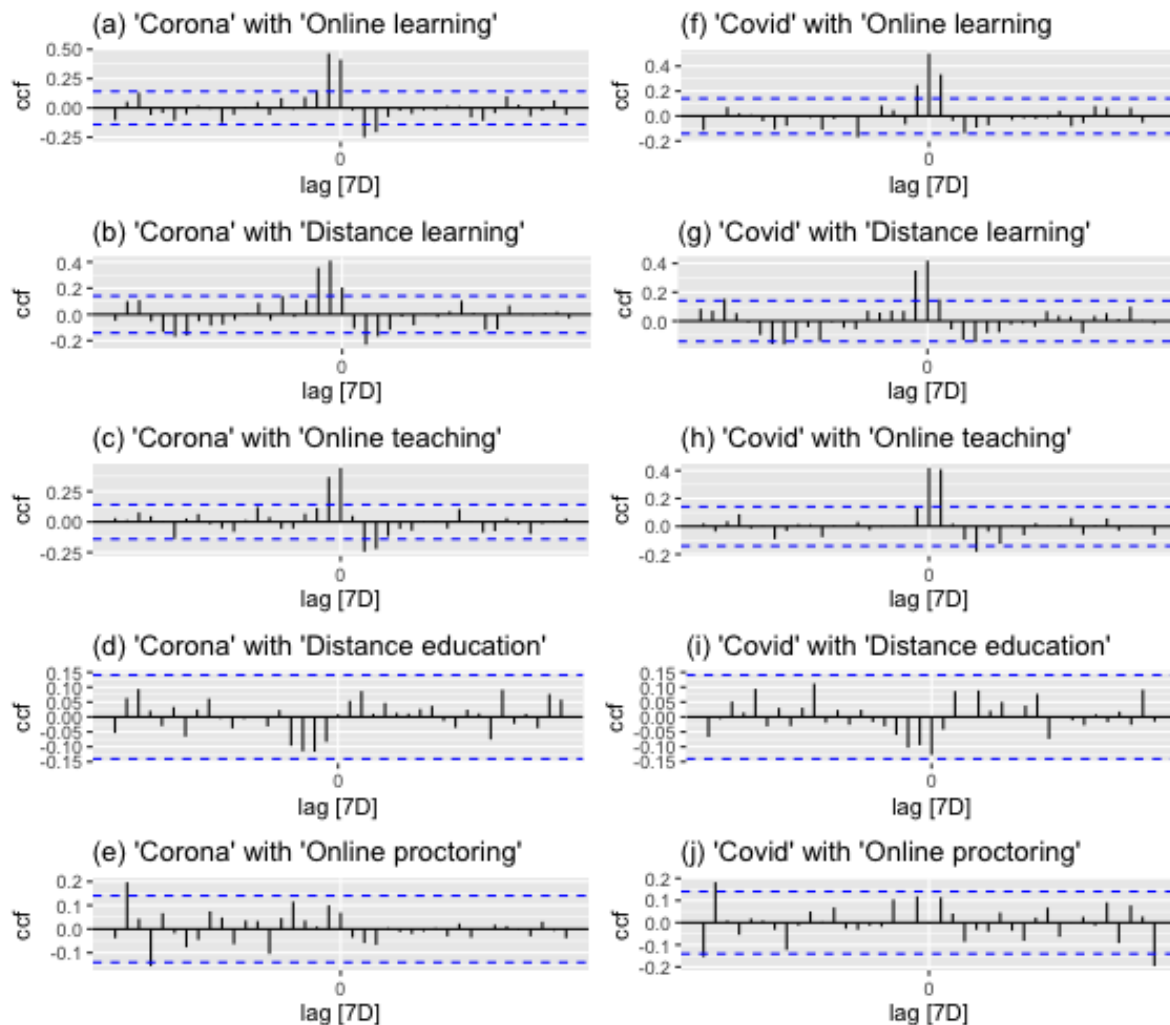 (a) 'Corona' with 'Online learning'
0.50
0.25
0.00
-0.25
ccf
0
lag [7D]
(f) 'Covid' with 'Online learning
0.4
0.2
0.0
-0.2
ccf
0
lag [7D]
(b) 'Corona' with 'Distance learning'
0.4
0.2
0.0
-0.2
ccf
0
lag [7D]
(g) 'Covid' with 'Distance learning'
0.4
0.2
0.0
ccf
0
lag [7D]
(c) 'Corona' with 'Online teaching'
0.25
0.00
-0.25
ccf
0
lag [7D]
(h) 'Covid' with 'Online teaching'
0.4
0.2
0.0
-0.2
ccf
0
lag [7D]
(d) 'Corona' with 'Distance education'
0.15
0.10
0.05
0.00
-0.05
-0.10
-0.15
ccf
0
lag [7D]
(i) 'Covid' with 'Distance education'
0.15
0.10
0.05
0.00
-0.05
-0.10
-0.15
ccf
0
lag [7D]
(e) 'Corona' with 'Online proctoring'
0.2
0.1
0.0
-0.1
ccf
0
lag [7D]
(j) 'Covid' with 'Online proctoring'
0.2
0.1
0.0
-0.1
-0.2
ccf
0
lag [7D]